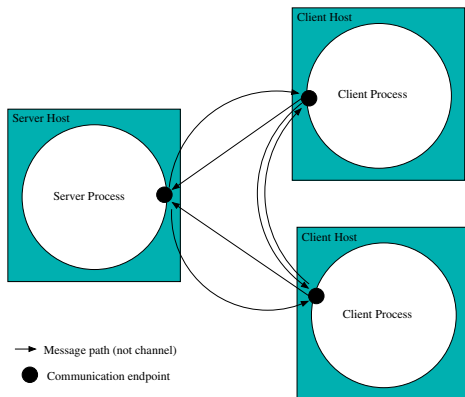 Client Host
Client Process
Server Host
Server Process
Client Host
Client Process
Message path (not channel)
Communication endpoint